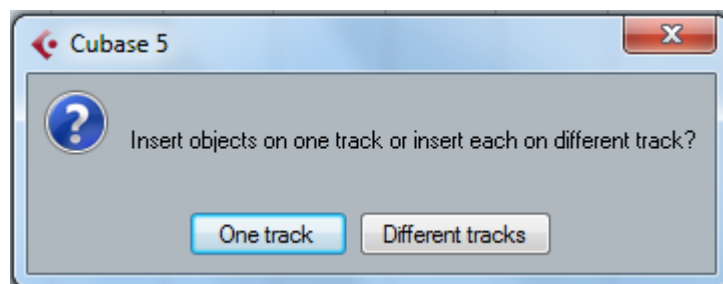 Cubase 5
Insert objects on one track or insert each on different track?
One track Different tracks